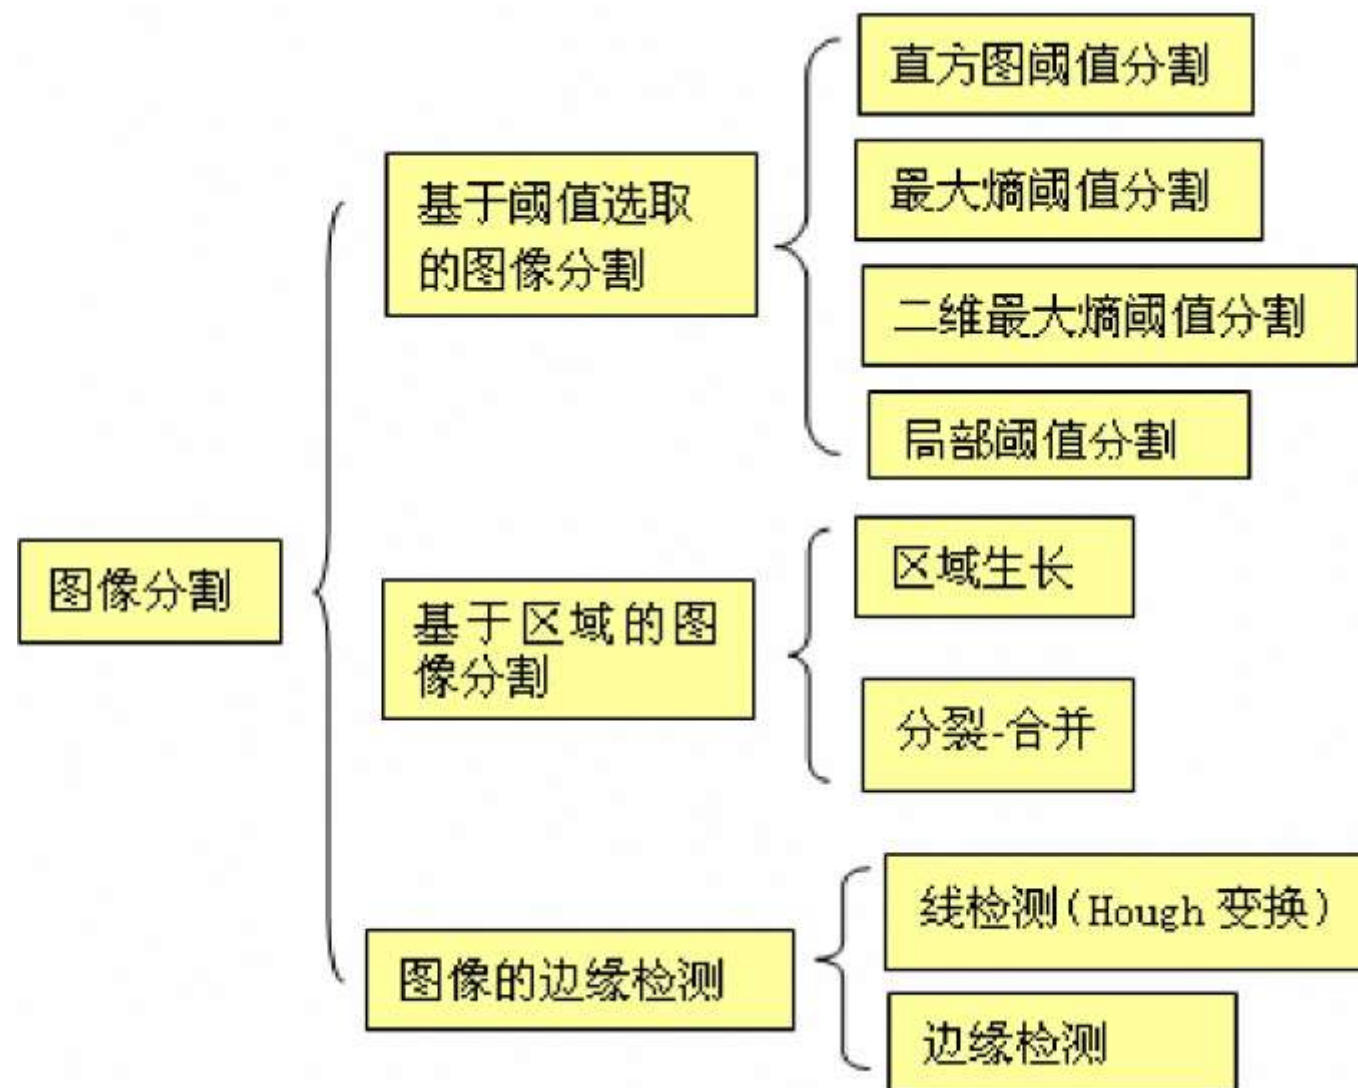 直方图阈值分割
最大熵阈值分割
基于阈值选取
的图像分割
二维最大熵阈值分割
局部阈值分割
图像分割
区域生长
基于区域的图
像分割
分裂-合并
线检测(Hough 变换)
图像的边缘检测
边缘检测